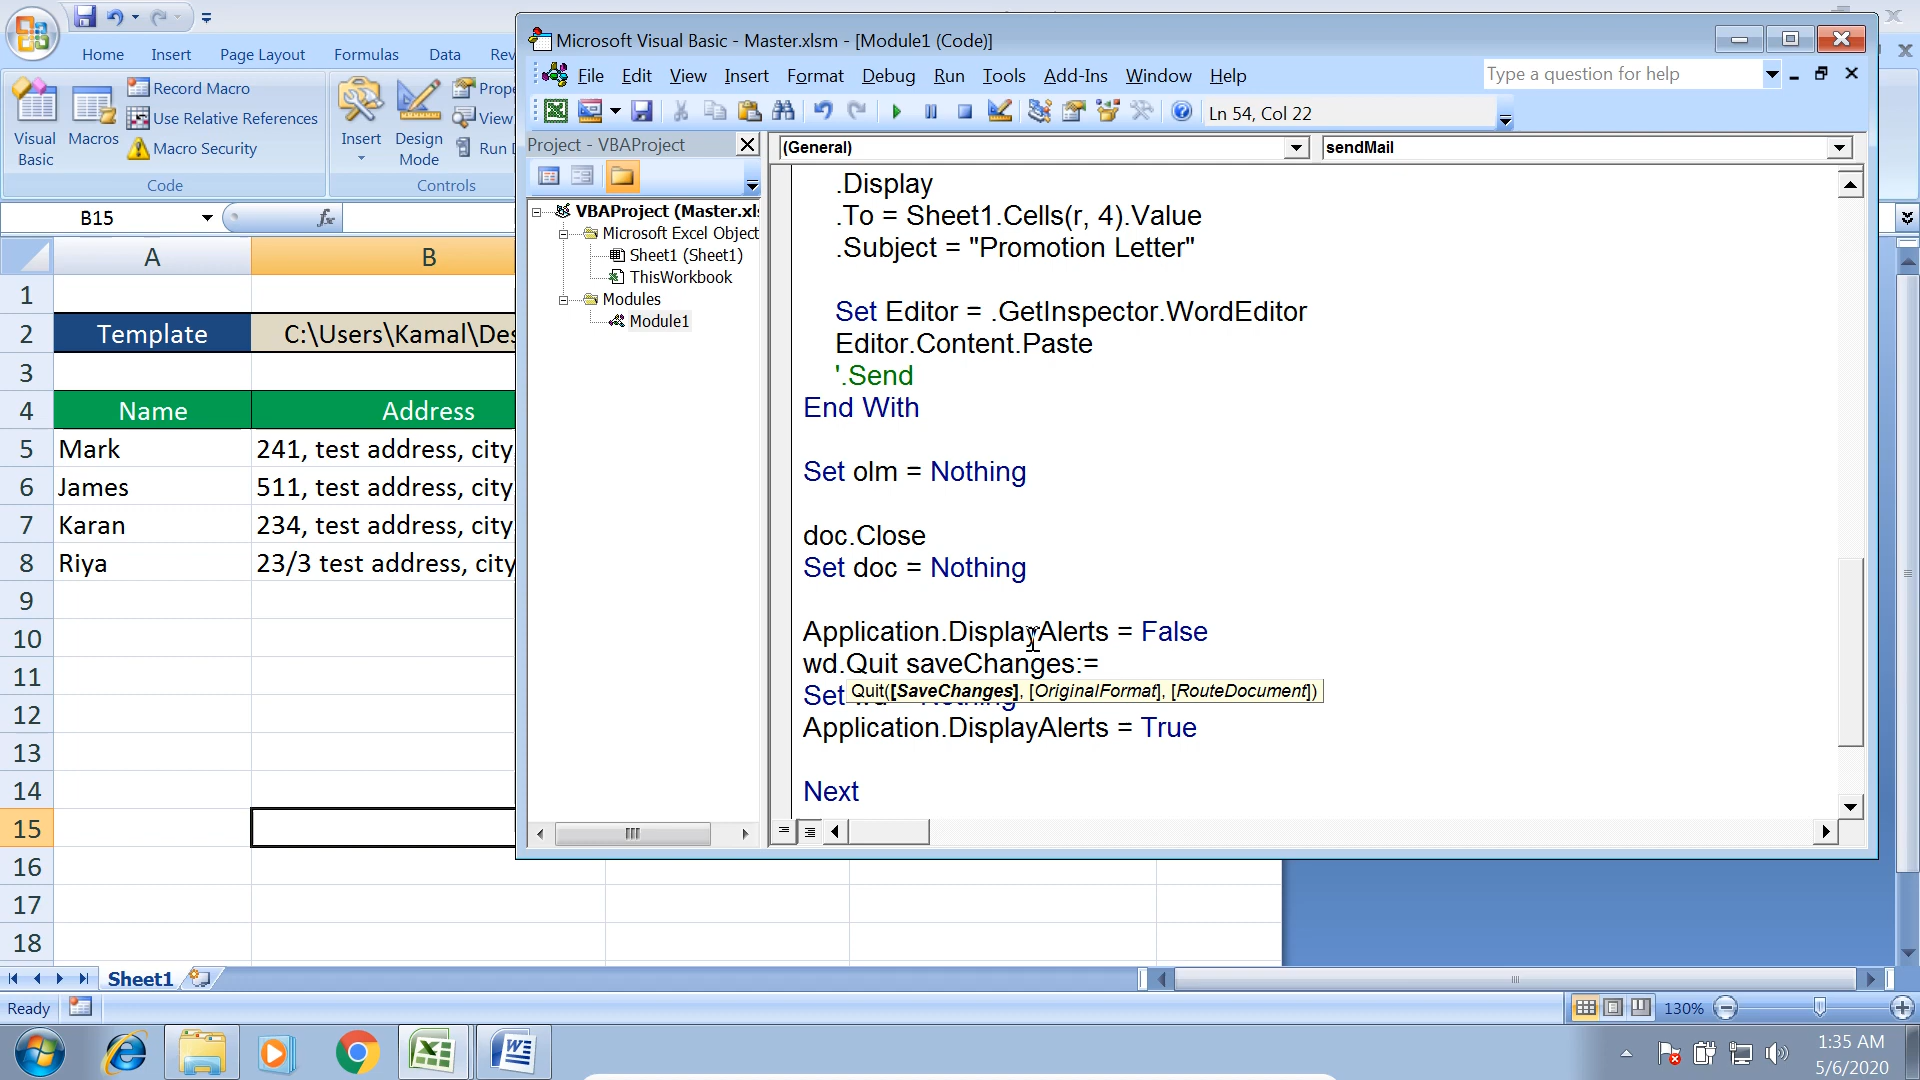 Microsoft Visual Basic - Master.xlsm - [Module1 (Code)]
Home Insert Page Layout Formulas Data
File Edit View Insert Format Debug Run Tools Add-Ins Window Help
Type a question for help
Record Macro
Use Relative References
Macro Security
Visual Basic
Macros
Code
Insert
Design Mode
View
Controls
Ln 54, Col 22
Project - VBAProject
(General)
sendMail
VBAProject (Master.xl
Microsoft Excel Object
Sheet1 (Sheet1)
ThisWorkbook
Modules
Module1
B15
fx
A B
1
2 Template C:\Users\Kamal\Des
3
4 Name Address
5 Mark 241, test address, city
6 James 511, test address, city
7 Karan 234, test address, city
8 Riya 23/3 test address, city
9
10
11
12
13
14
15
16
17
18
.Display
.To = Sheet1.Cells(r, 4).Value
.Subject = "Promotion Letter"
Set Editor = .GetInspector.WordEditor
Editor.Content.Paste
'.Send
End With
Set olm = Nothing
doc.Close
Set doc = Nothing
Application.DisplayAlerts = False
wd.Quit saveChanges:=
Quit([SaveChanges], [OriginalFormat], [RouteDocument])
Set wd = Nothing
Application.DisplayAlerts = True
Next
Sheet1
Ready
130%
1:35 AM
5/6/2020